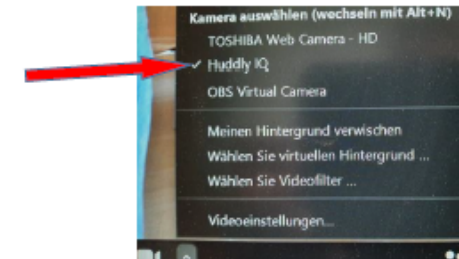 Kamera auswählen (wechseln mit Alt+N)
TOSHIBA Web Camera - HD
✓ Huddly IQ
OBS Virtual Camera
Meinen Hintergrund verwischen
Wählen Sie virtuellen Hintergrund ...
Wählen Sie Videofilter ...
Videoeinstellungen...